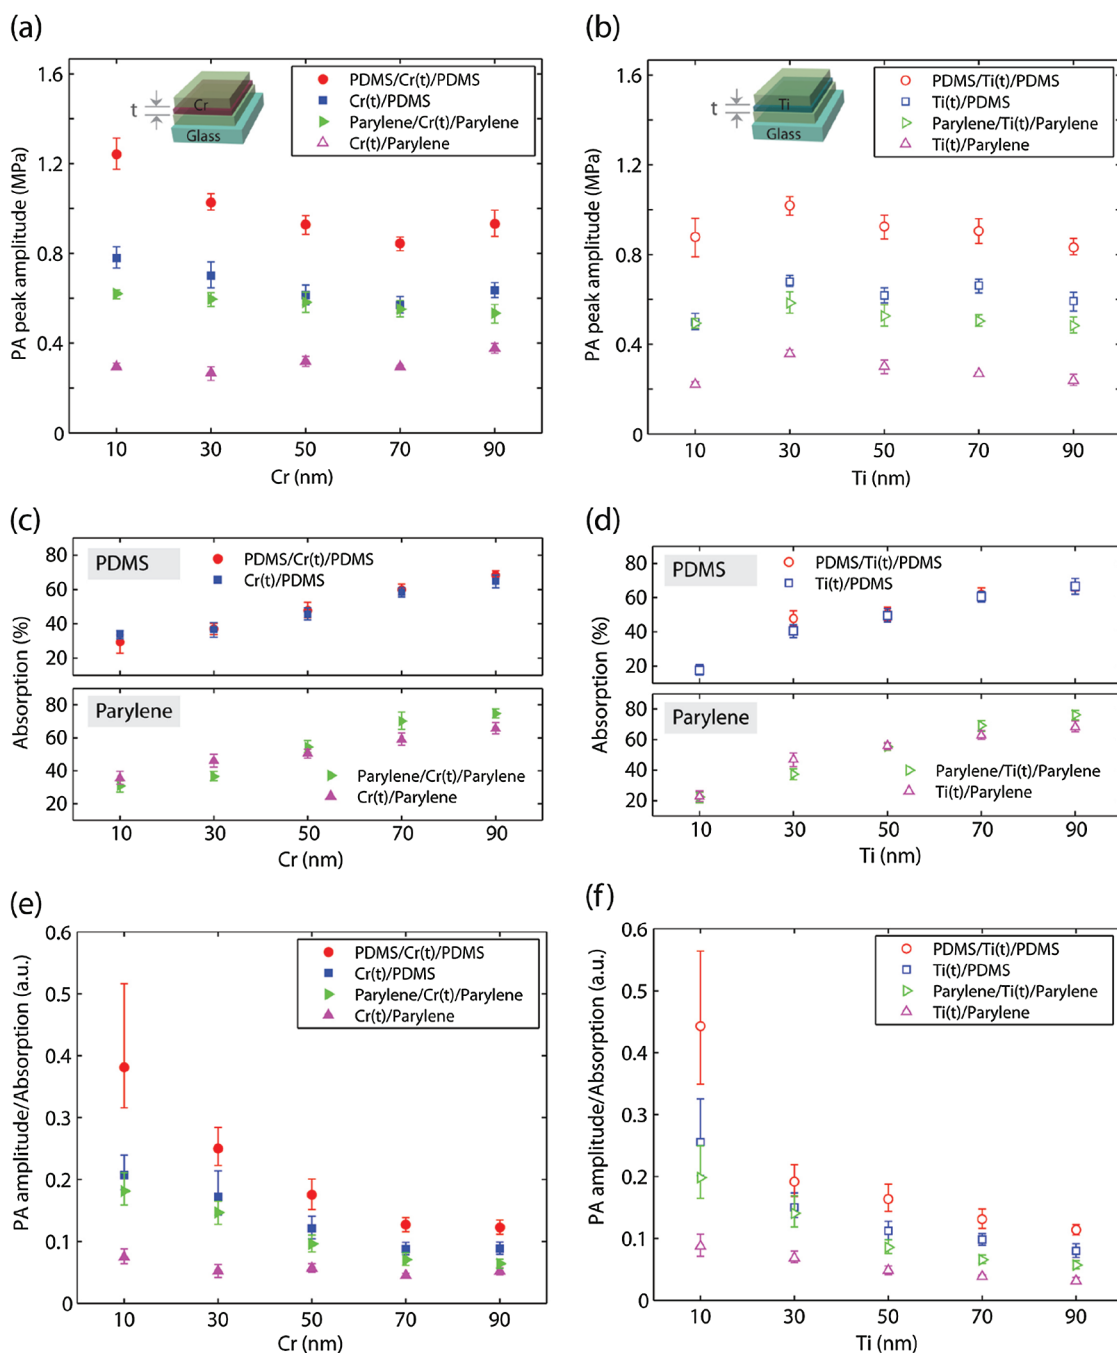 (a)
1.6
1.2
0.8
0.4
0
PA peak amplitude (MPa)
t
Cr
Glass
PDMS/Cr(t)/PDMS
Cr(t)/PDMS
Parylene/Cr(t)/Parylene
Cr(t)/Parylene
10 30 50 70 90
Cr (nm)
(b)
1.6
1.2
0.8
0.4
0
PA peak amplitude (MPa)
t
Ti
Glass
PDMS/Ti(t)/PDMS
Ti(t)/PDMS
Parylene/Ti(t)/Parylene
Ti(t)/Parylene
10 30 50 70 90
Ti (nm)
(c)
Absorption (%)
80
60
40
20
PDMS
PDMS/Cr(t)/PDMS
Cr(t)/PDMS
80
60
40
20
Parylene
Parylene/Cr(t)/Parylene
Cr(t)/Parylene
10 30 50 70 90
Cr (nm)
(d)
Absorption (%)
80
60
40
20
PDMS
PDMS/Ti(t)/PDMS
Ti(t)/PDMS
80
60
40
20
Parylene
Parylene/Ti(t)/Parylene
Ti(t)/Parylene
10 30 50 70 90
Ti (nm)
(e)
0.6
0.5
0.4
0.3
0.2
0.1
0
PA amplitude/Absorption (a.u.)
PDMS/Cr(t)/PDMS
Cr(t)/PDMS
Parylene/Cr(t)/Parylene
Cr(t)/Parylene
10 30 50 70 90
Cr (nm)
(f)
0.6
0.5
0.4
0.3
0.2
0.1
0
PA amplitude/Absorption (a.u.)
PDMS/Ti(t)/PDMS
Ti(t)/PDMS
Parylene/Ti(t)/Parylene
Ti(t)/Parylene
10 30 50 70 90
Ti (nm)